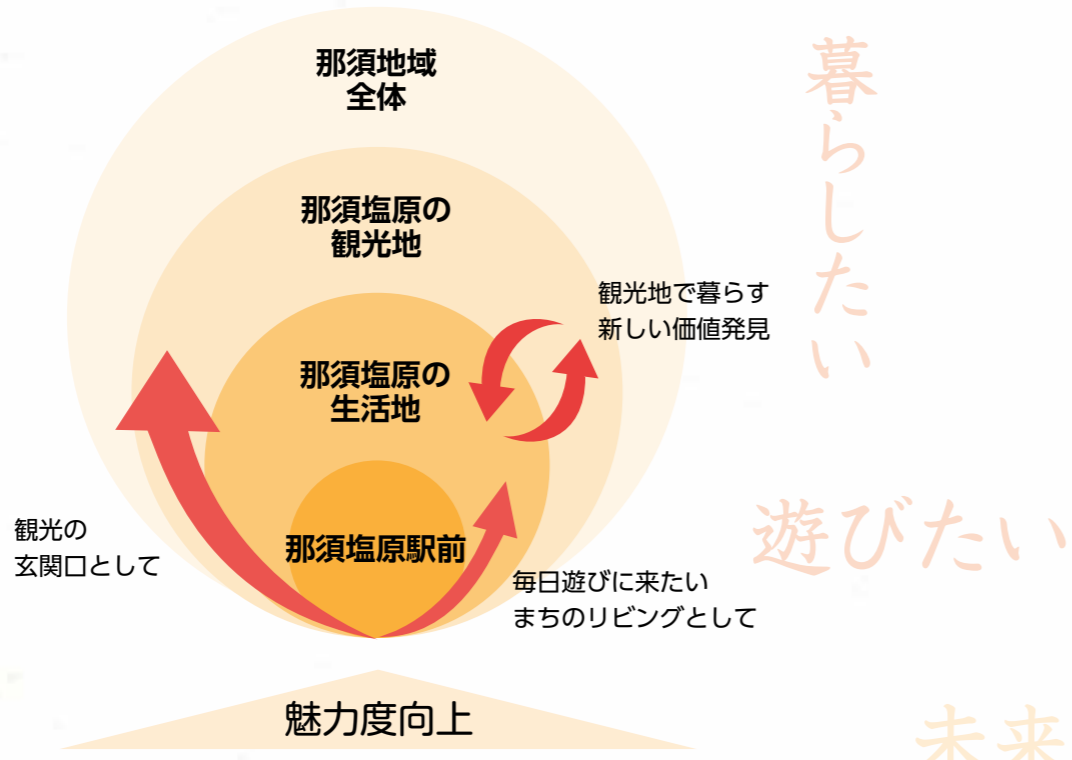 那須地域
全体
那須塩原の
観光地
観光地で暮らす
新しい価値発見
那須塩原の
生活地
観光の
玄関口として
那須塩原駅前
毎日遊びに来たい
まちのリビングとして
魅力度向上
暮らしたい
遊びたい
未来